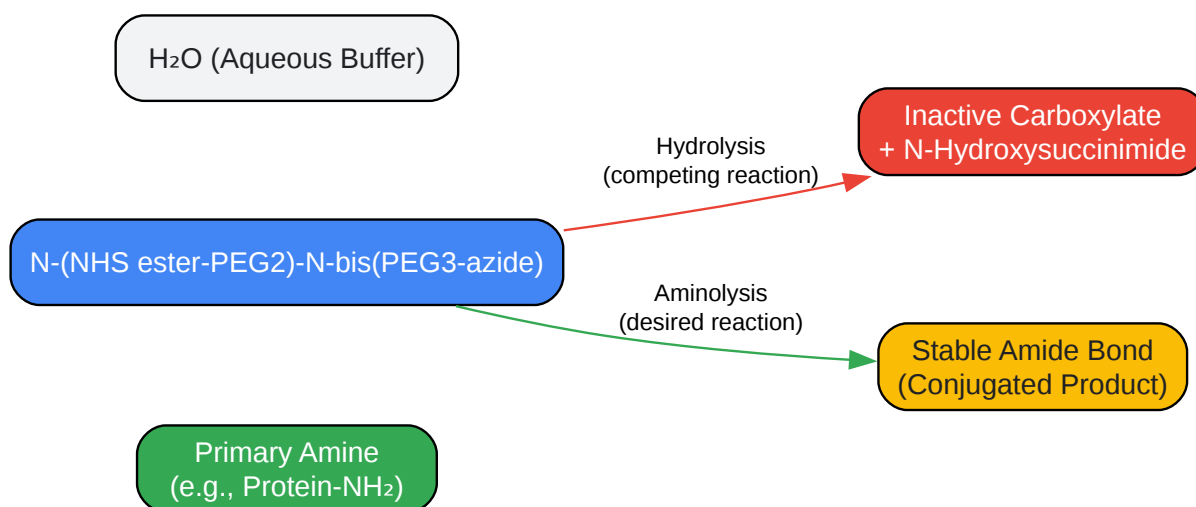 H₂O (Aqueous Buffer)
Inactive Carboxylate
+ N-Hydroxysuccinimide
Hydrolysis
(competing reaction)
N-(NHS ester-PEG2)-N-bis(PEG3-azide)
Aminolysis
(desired reaction)
Stable Amide Bond
(Conjugated Product)
Primary Amine
(e.g., Protein-NH₂)